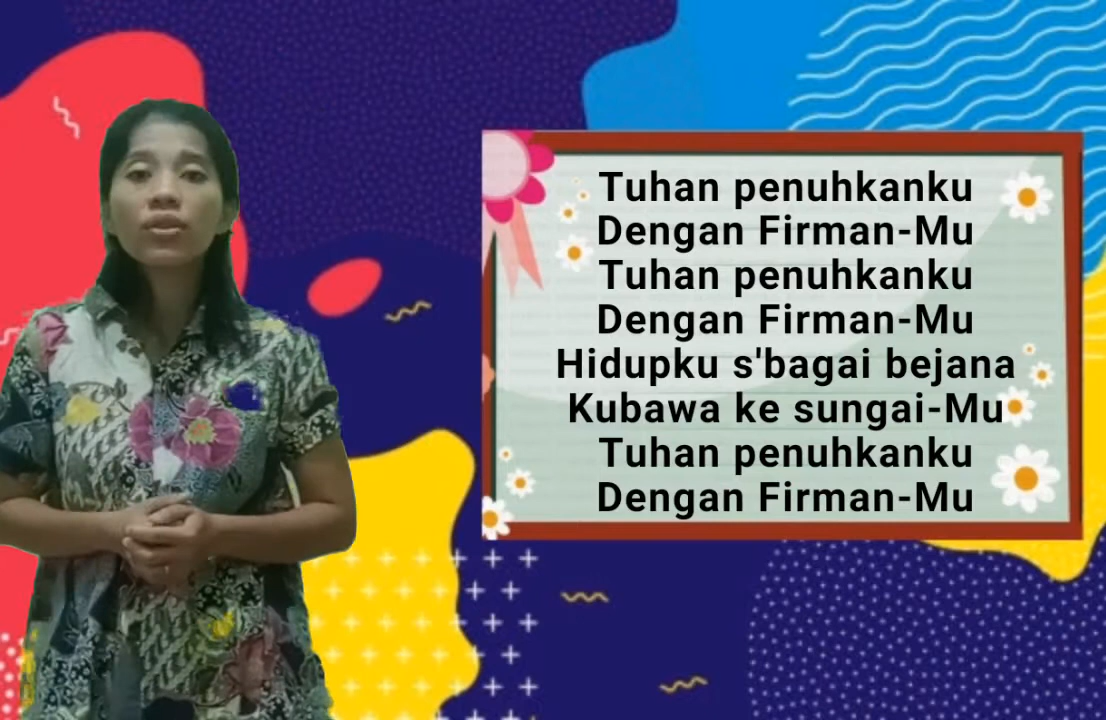 Tuhan penuhkanku
Dengan Firman-Mu
Tuhan penuhkanku
Dengan Firman-Mu
Hidupku s'bagai bejana
Kubawa ke sungai-Mu
Tuhan penuhkanku
Dengan Firman-Mu